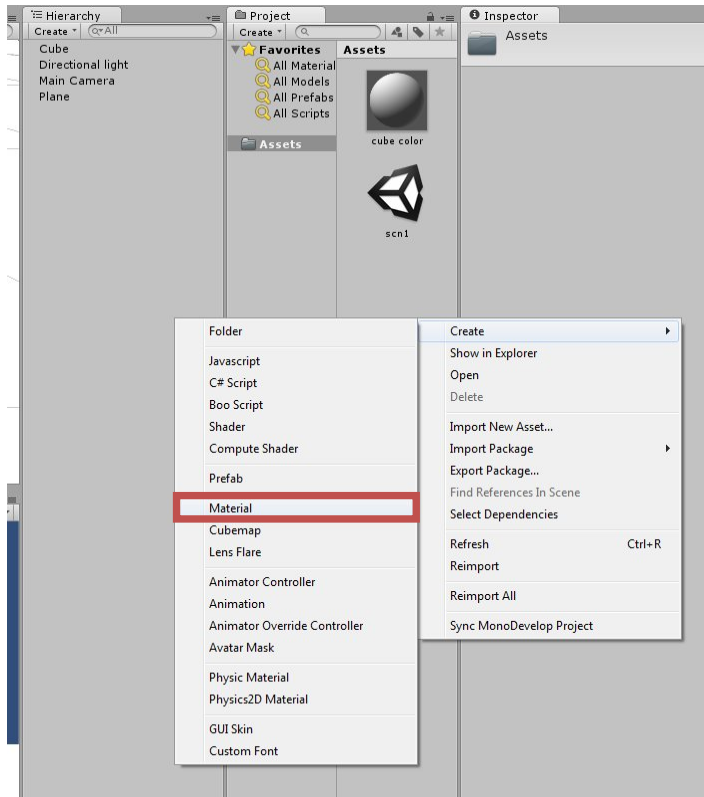 Hierarchy
Create
All
Cube
Directional light
Main Camera
Plane
Project
Create
Favorites
All Material
All Models
All Prefabs
All Scripts
Assets
Assets
cube color
scn1
Inspector
Assets
Folder
Javascript
C# Script
Boo Script
Shader
Compute Shader
Prefab
Material
Cubemap
Lens Flare
Animator Controller
Animation
Animator Override Controller
Avatar Mask
Physic Material
Physics2D Material
GUI Skin
Custom Font
Create
Show in Explorer
Open
Delete
Import New Asset...
Import Package
Export Package...
Find References In Scene
Select Dependencies
Refresh Ctrl+R
Reimport
Reimport All
Sync MonoDevelop Project